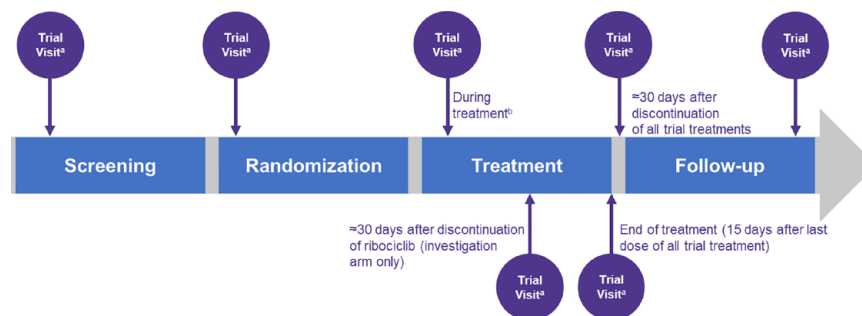 Trial
Visitᵃ
Trial
Visitᵃ
Trial
Visitᵃ
Trial
Visitᵃ
Trial
Visitᵃ
During
treatmentᵇ
≈30 days after
discontinuation
of all trial treatments
Screening
Randomization
Treatment
Follow-up
≈30 days after discontinuation
of ribociclib (investigation
arm only)
End of treatment (15 days after last
dose of all trial treatment)
Trial
Visitᵃ
Trial
Visitᵃ